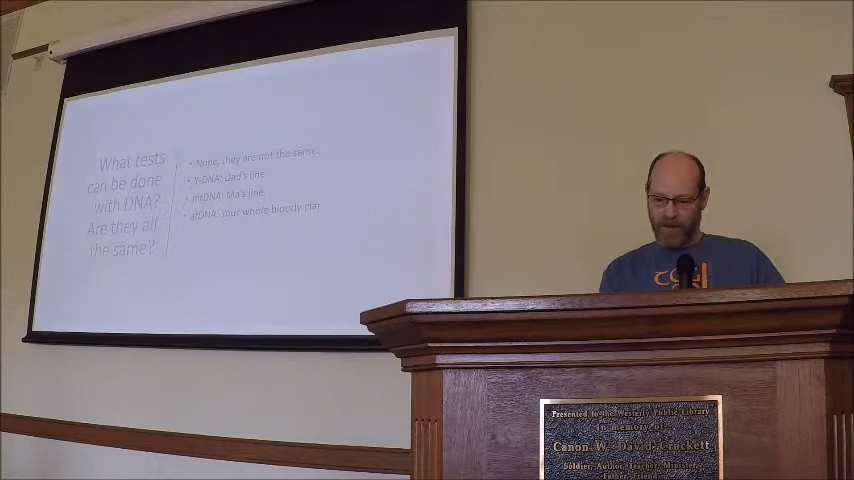 What tests
can be done
with DNA?
Are they all
the same?
• Nope, they are not the same.
• Y-DNA: Dad's line
• mtDNA: Ma's line
• atDNA: Your whole bloody clan
Presented to the Westerly Public Library
In memory of
Canon W. David Crockett
Soldier, Author, Teacher, Minister,
Father, Friend